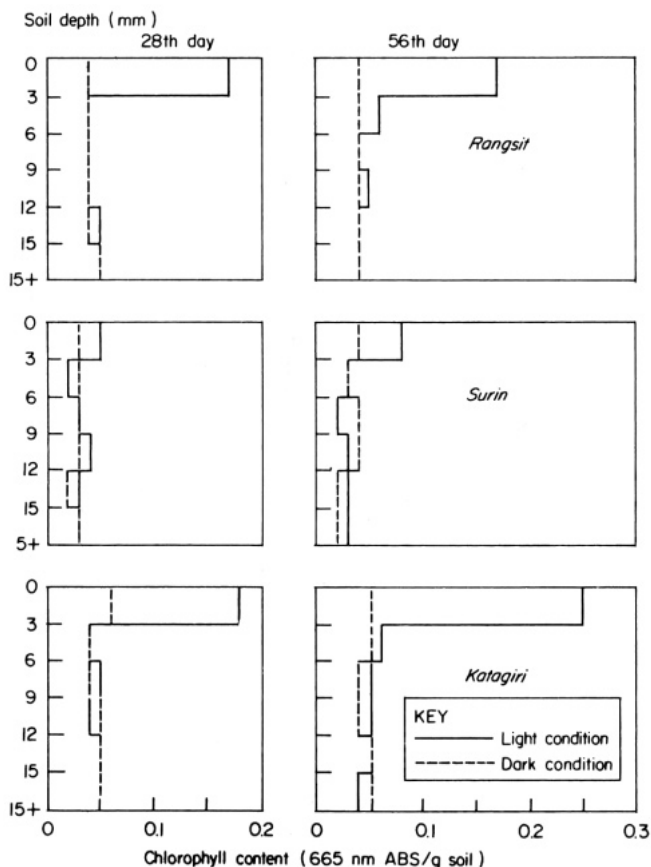 Soil depth (mm)
28th day
56th day
0
3
6
9
12
15
15+
Rangsit
0
3
6
9
12
15
5+
Surin
0
3
6
9
12
15
15+
Katagiri
KEY
Light condition
Dark condition
0
0.1
0.2
0
0.1
0.2
0.3
Chlorophyll content (665 nm ABS/g soil)